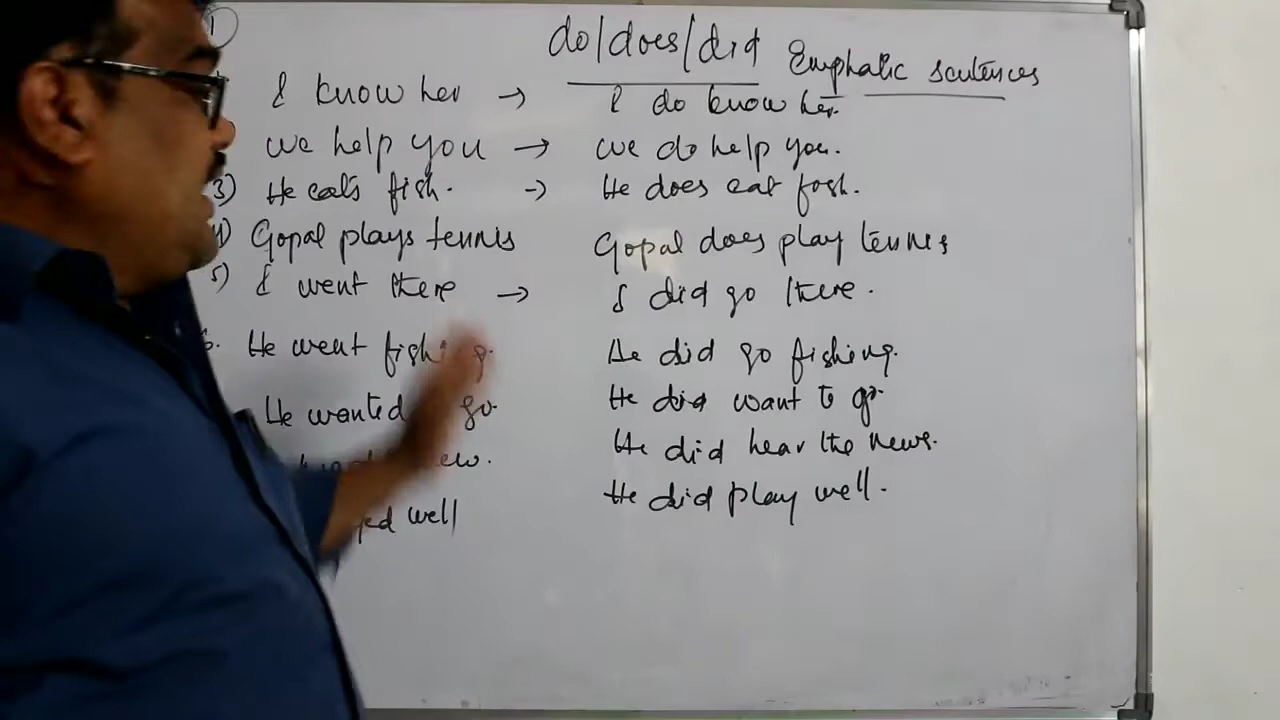 1)
do/does/did Emphatic sentences
I know her → I do know her.
we help you → we do help you.
3) He eats fish. → He does eat fosh.
4) Gopal plays tennis Gopal does play tennis
5) I went there → I did go there.
6. He went fishing. He did go fishing.
He wanted go. He did want to go.
He did hear the news.
well He did play well.